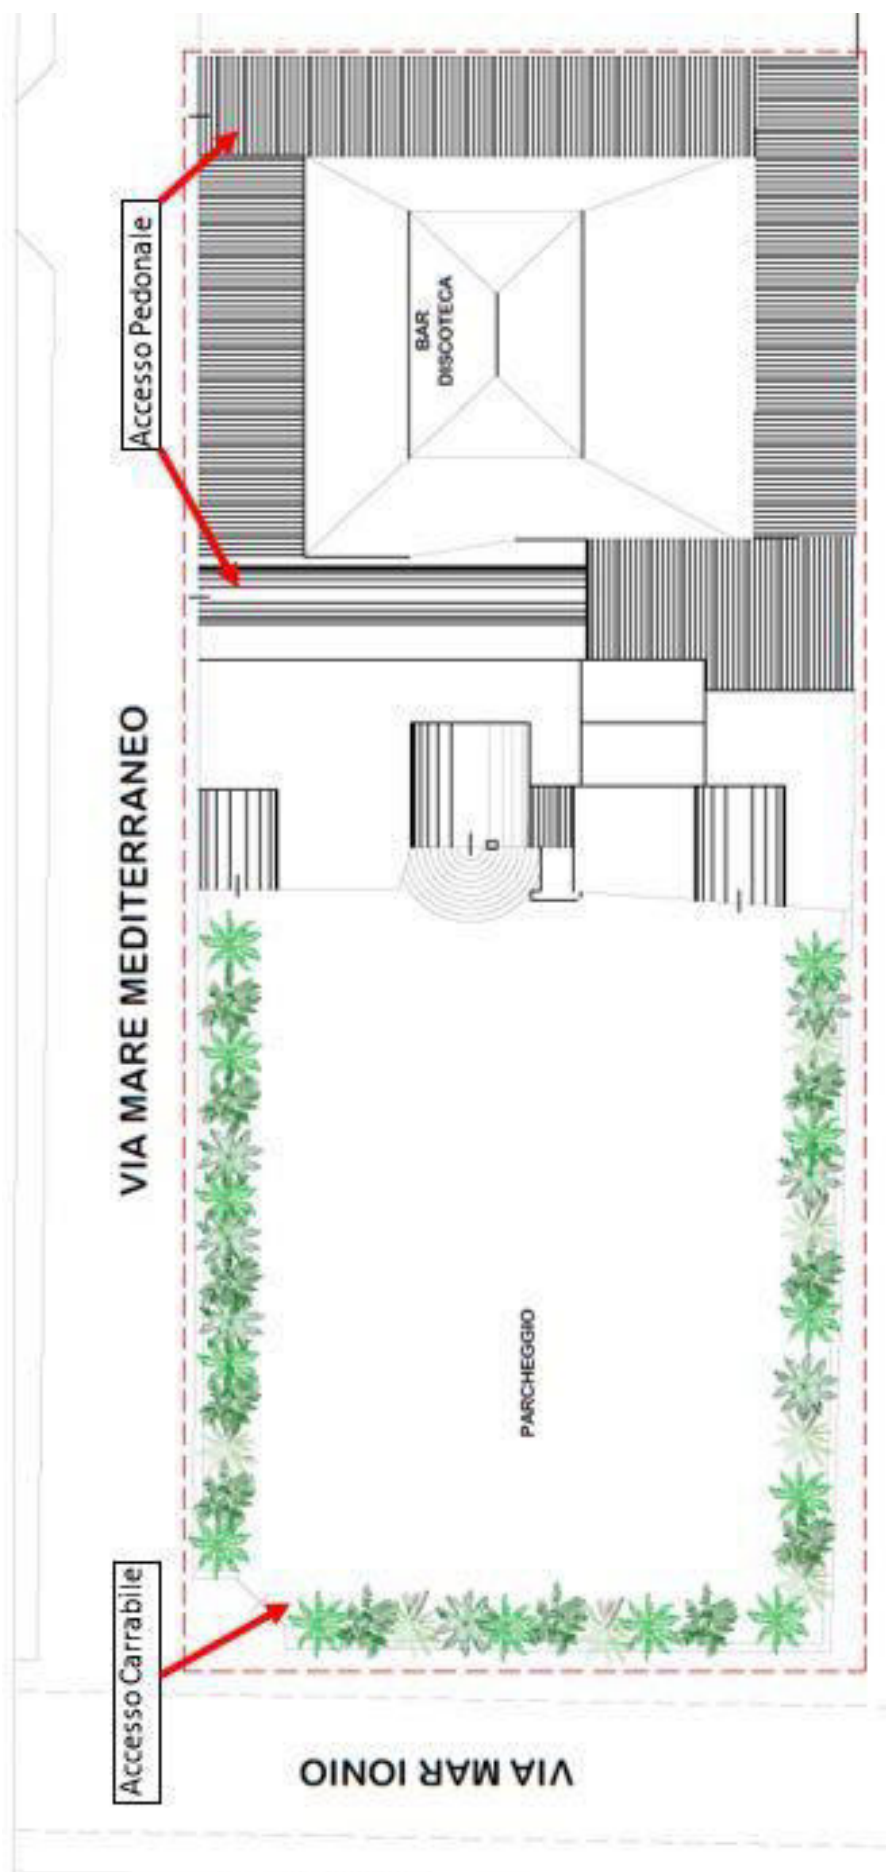 Accesso Pedonale
BAR
DISCOTECA
VIA MARE MEDITERRANEO
PARCHEGGIO
Accesso Carrabile
VIA MAR IONIO